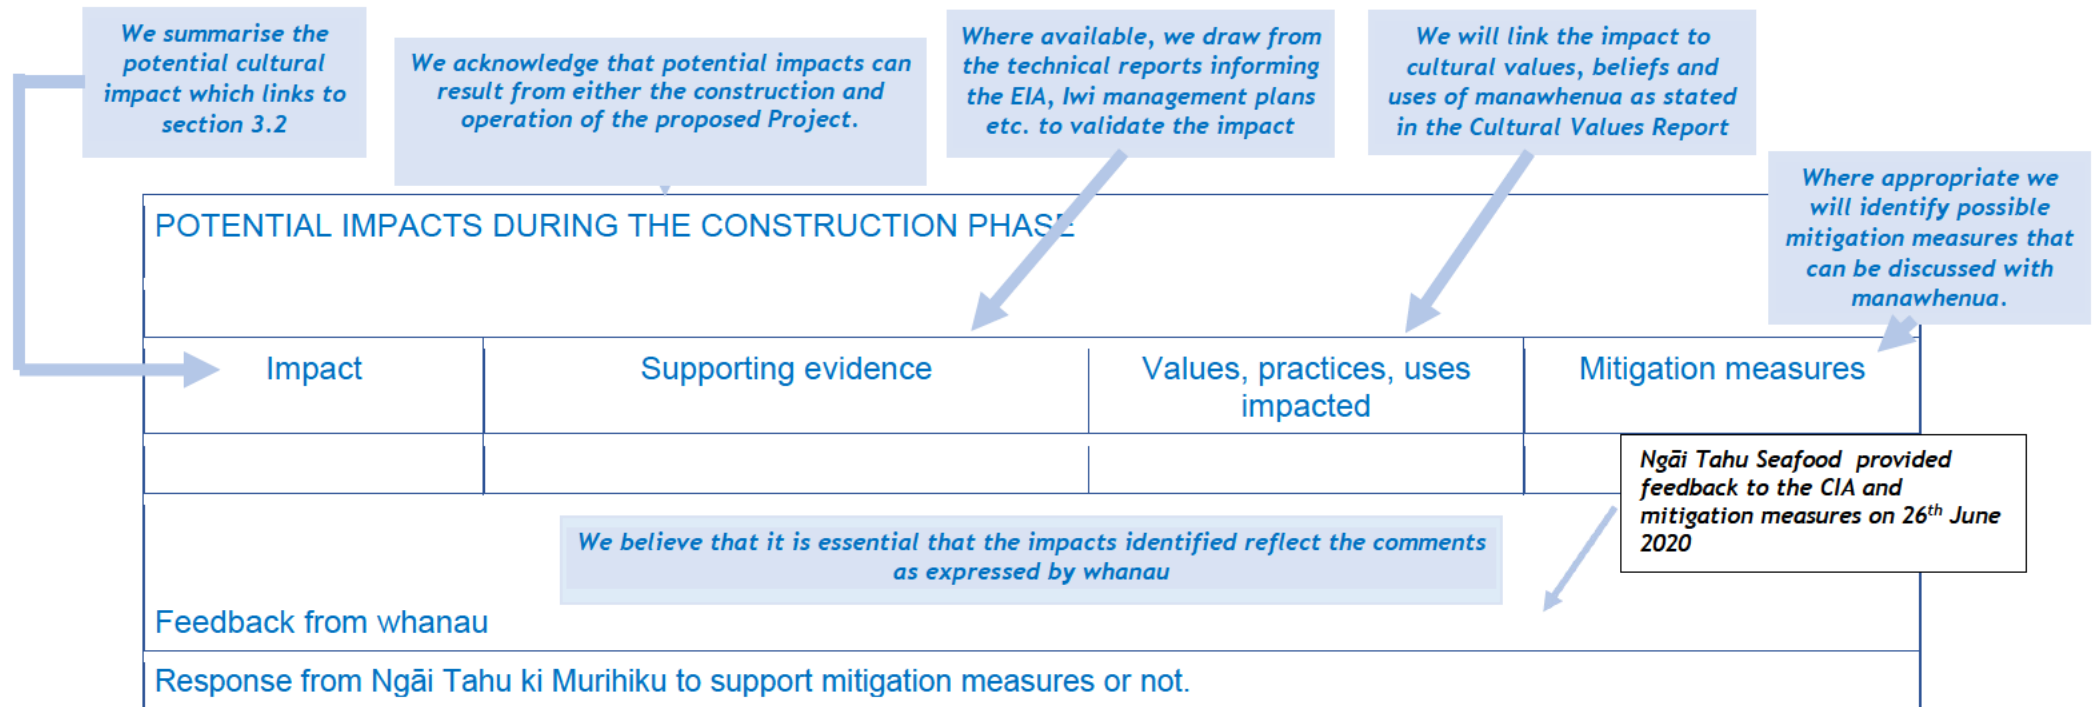 We summarise the
potential cultural
impact which links to
section 3.2
We acknowledge that potential impacts can
result from either the construction and
operation of the proposed Project.
Where available, we draw from
the technical reports informing
the EIA, Iwi management plans
etc. to validate the impact
We will link the impact to
cultural values, beliefs and
uses of manawhenua as stated
in the Cultural Values Report
Where appropriate we
will identify possible
mitigation measures that
can be discussed with
manawhenua.
POTENTIAL IMPACTS DURING THE CONSTRUCTION PHASE
Impact
Supporting evidence
Values, practices, uses
impacted
Mitigation measures
Ngāi Tahu Seafood provided
feedback to the CIA and
mitigation measures on 26th June
2020
We believe that it is essential that the impacts identified reflect the comments
as expressed by whanau
Feedback from whanau
Response from Ngāi Tahu ki Murihiku to support mitigation measures or not.